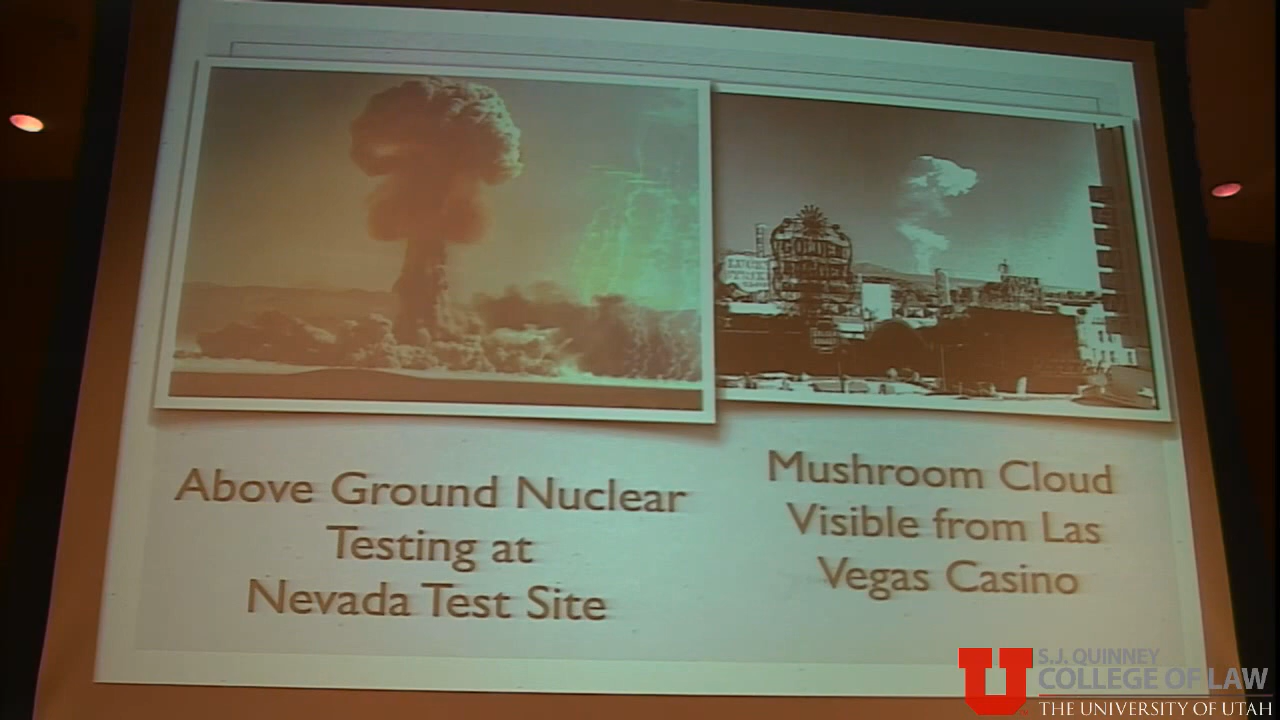 GOLDEN
Above Ground Nuclear
Testing at
Nevada Test Site
Mushroom Cloud
Visible from Las
Vegas Casino
U
S.J. QUINNEY
COLLEGE OF LAW
THE UNIVERSITY OF UTAH